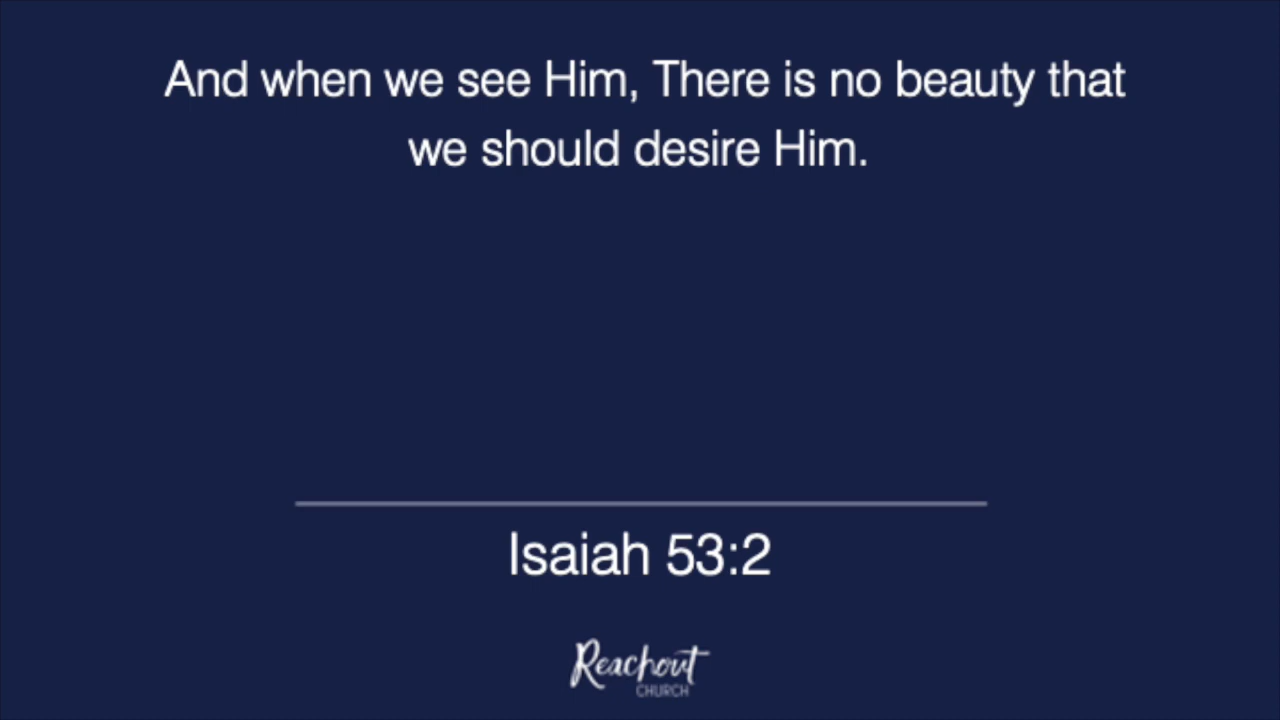 And when we see Him, There is no beauty that
we should desire Him.
Isaiah 53:2
Reachout
CHURCH